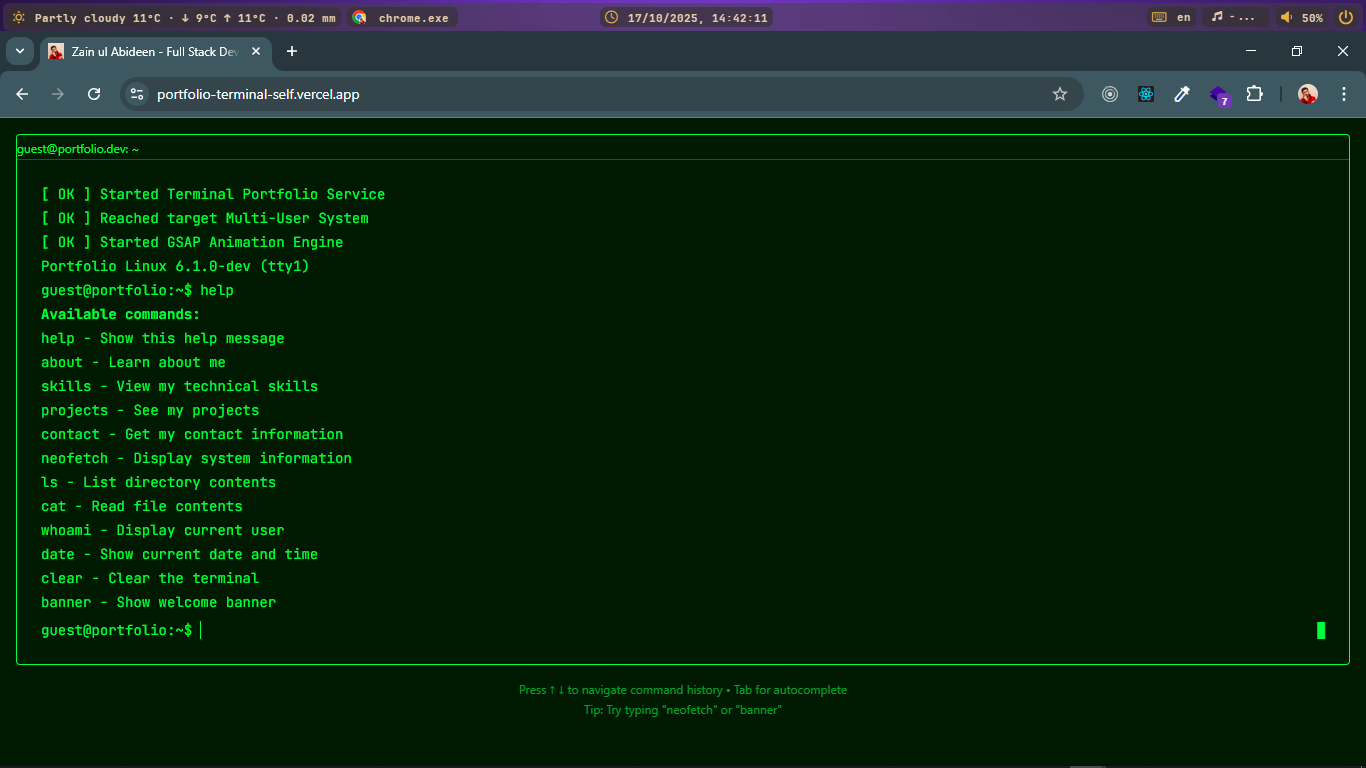 Partly cloudy 11°C · ↓ 9°C ↑ 11°C · 0.02 mm
chrome.exe
17/10/2025, 14:42:11
en
- ...
50%
Zain ul Abideen - Full Stack Dev
portfolio-terminal-self.vercel.app
7
guest@portfolio.dev: ~
[ OK ] Started Terminal Portfolio Service
[ OK ] Reached target Multi-User System
[ OK ] Started GSAP Animation Engine
Portfolio Linux 6.1.0-dev (tty1)
guest@portfolio:~$ help
Available commands:
help - Show this help message
about - Learn about me
skills - View my technical skills
projects - See my projects
contact - Get my contact information
neofetch - Display system information
ls - List directory contents
cat - Read file contents
whoami - Display current user
date - Show current date and time
clear - Clear the terminal
banner - Show welcome banner
guest@portfolio:~$
Press ↑ ↓ to navigate command history • Tab for autocomplete
Tip: Try typing "neofetch" or "banner"